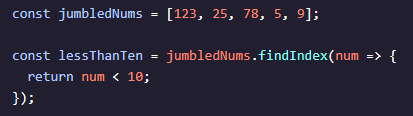 const jumbledNums = [123, 25, 78, 5, 9];
const lessThanTen = jumbledNums.findIndex(num => {
  return num < 10;
});